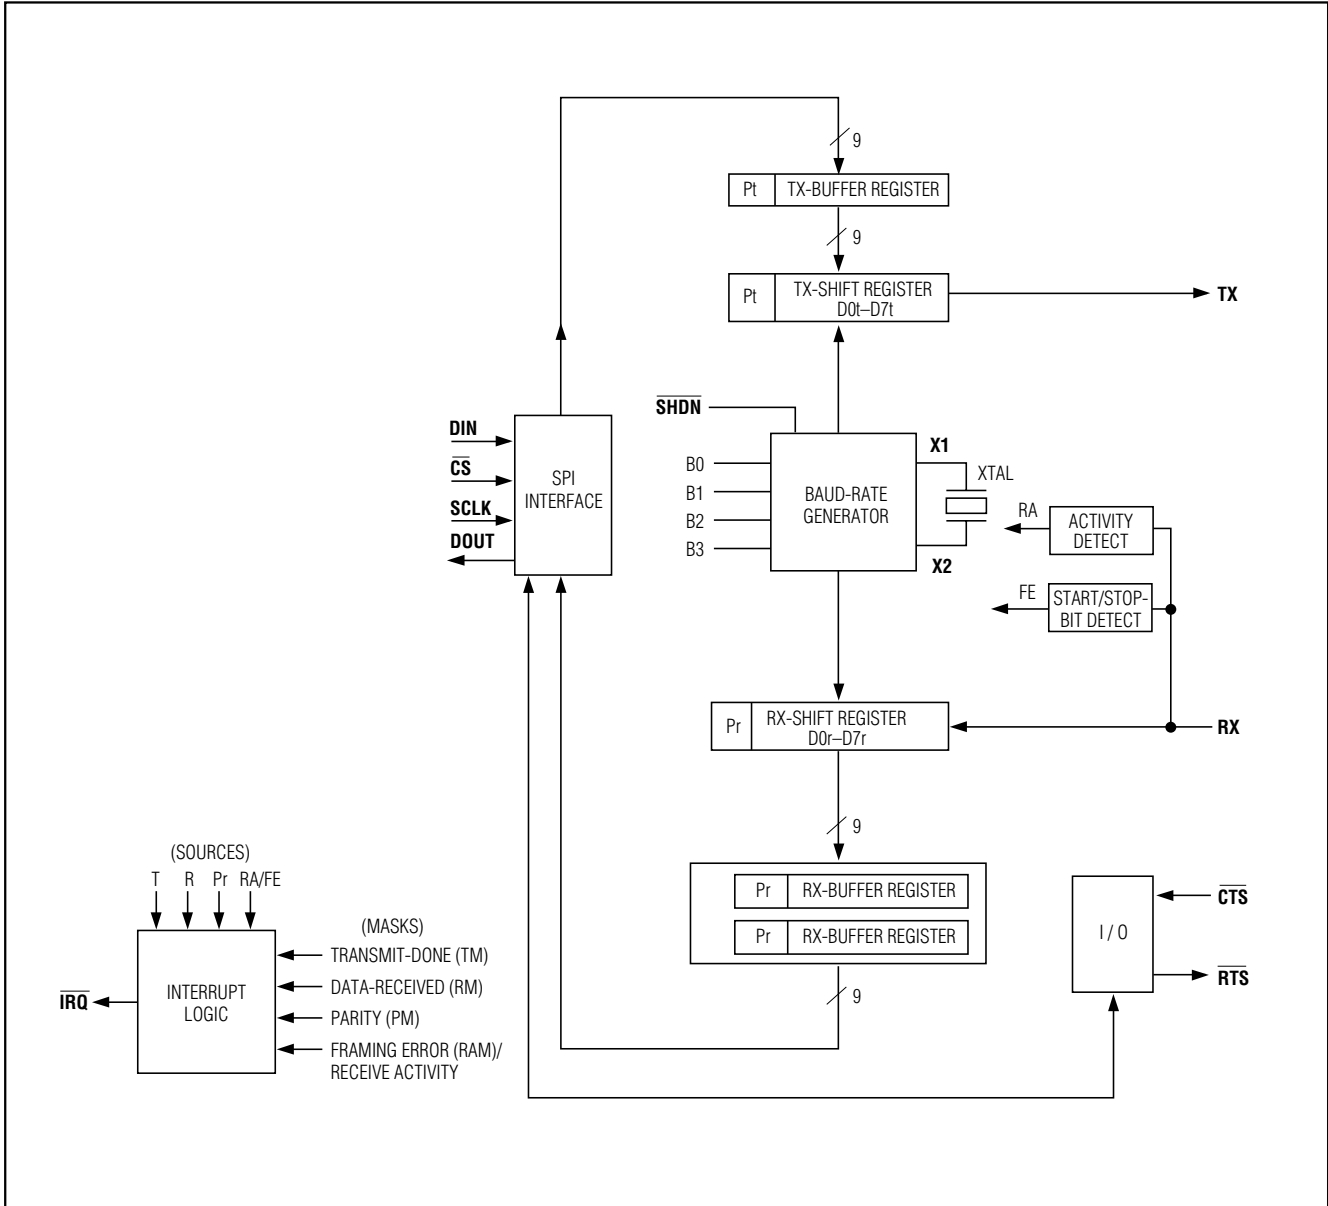 9
Pt TX-BUFFER REGISTER
9
Pt TX-SHIFT REGISTER
D0t–D7t
TX
SHDN
DIN
CS
SCLK
DOUT
SPI
INTERFACE
B0
B1
B2
B3
BAUD-RATE
GENERATOR
X1
XTAL
X2
RA
ACTIVITY
DETECT
FE
START/STOP-
BIT DETECT
Pr RX-SHIFT REGISTER
D0r–D7r
RX
9
Pr RX-BUFFER REGISTER
Pr RX-BUFFER REGISTER
9
I / O
CTS
RTS
(SOURCES)
T R Pr RA/FE
(MASKS)
TRANSMIT-DONE (TM)
DATA-RECEIVED (RM)
PARITY (PM)
FRAMING ERROR (RAM)/
RECEIVE ACTIVITY
INTERRUPT
LOGIC
IRQ